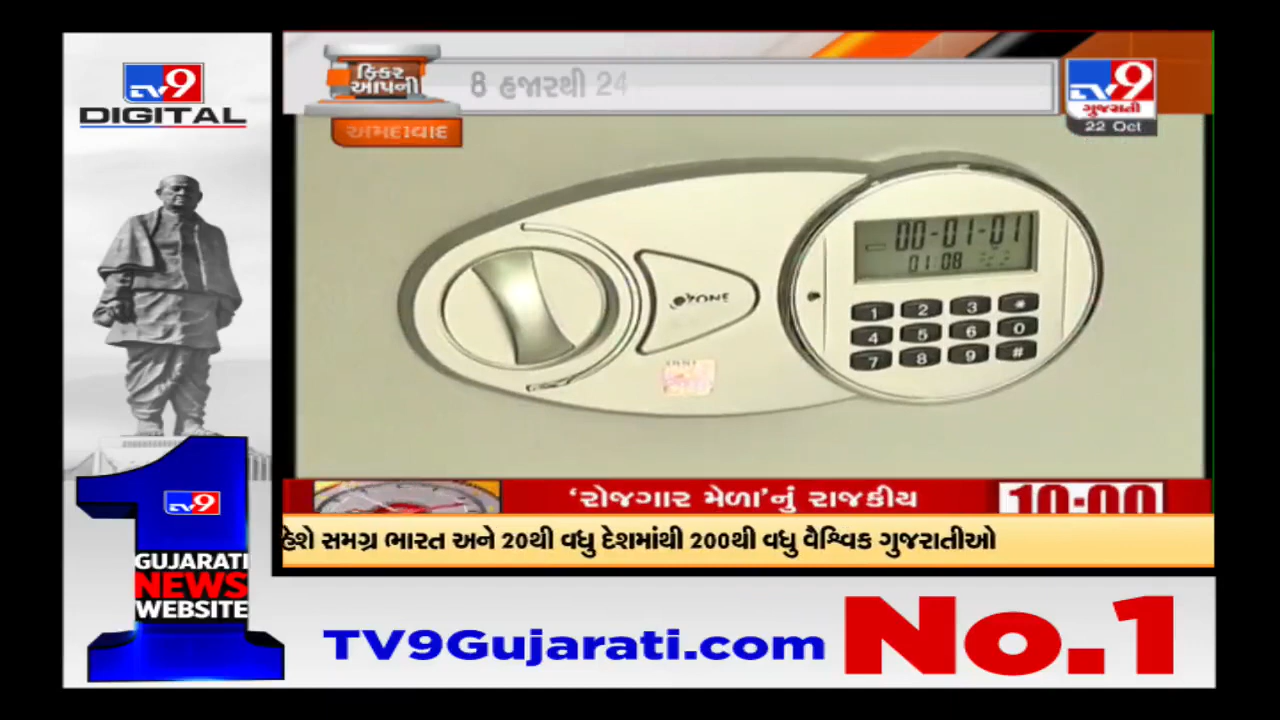 TV9
DIGITAL
ફિકર
આપની
8 હજારથી 24
TV9
ગુજરાતી
22 Oct
અમદાવાદ
00-01-01
01:08
OZONE
1 2 3 *
4 5 6 0
7 8 9 #
'રોજગાર મેળા'નું રાજકીય
10:00
હેશે સમગ્ર ભારત અને 20થી વધુ દેશમાંથી 200થી વધુ વૈશ્વિક ગુજરાતીઓ
1
TV9
GUJARATI
NEWS
WEBSITE
TV9Gujarati.com
No.1